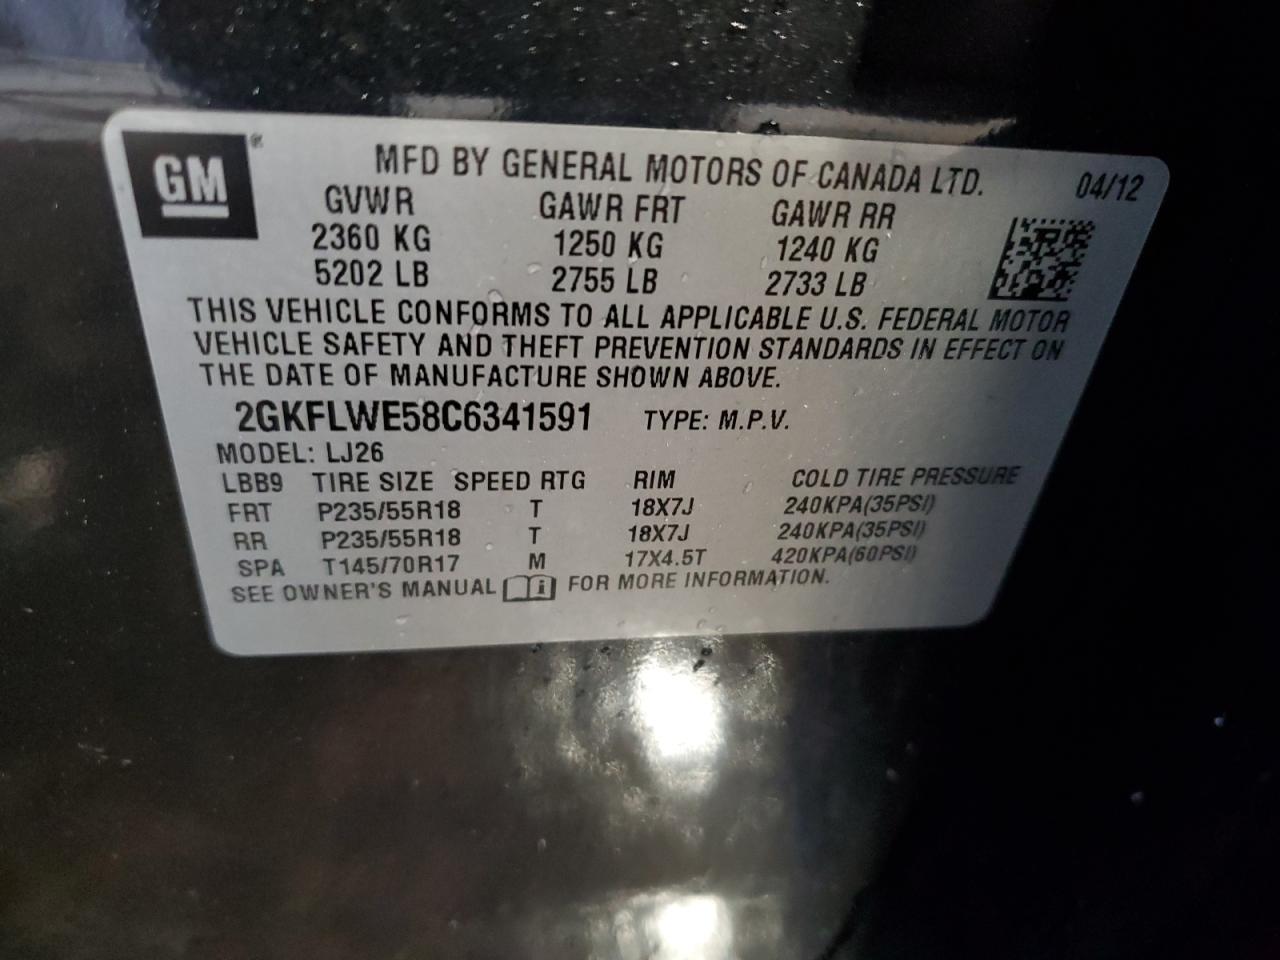 GM®
MFD BY GENERAL MOTORS OF CANADA LTD. 04/12
GVWR GAWR FRT GAWR RR
2360 KG 1250 KG 1240 KG
5202 LB 2755 LB 2733 LB
THIS VEHICLE CONFORMS TO ALL APPLICABLE U.S. FEDERAL MOTOR
VEHICLE SAFETY AND THEFT PREVENTION STANDARDS IN EFFECT ON
THE DATE OF MANUFACTURE SHOWN ABOVE.
2GKFLWE58C6341591 TYPE: M.P.V.
MODEL: LJ26
LBB9 TIRE SIZE SPEED RTG RIM COLD TIRE PRESSURE
FRT P235/55R18 T 18X7J 240KPA(35PSI)
RR P235/55R18 T 18X7J 240KPA(35PSI)
SPA T145/70R17 M 17X4.5T 420KPA(60PSI)
SEE OWNER'S MANUAL i FOR MORE INFORMATION.